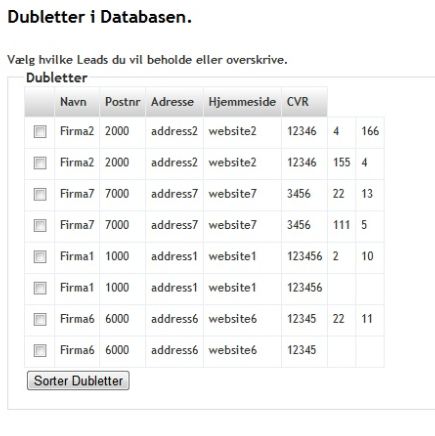 Dubletter i Databasen.
Vælg hvilke Leads du vil beholde eller overskrive.
Dubletter
Navn Postnr Adresse Hjemmeside CVR
Firma2 2000 address2 website2 12346 4 166
Firma2 2000 address2 website2 12346 155 4
Firma7 7000 address7 website7 3456 22 13
Firma7 7000 address7 website7 3456 111 5
Firma1 1000 address1 website1 123456 2 10
Firma1 1000 address1 website1 123456
Firma6 6000 address6 website6 12345 22 11
Firma6 6000 address6 website6 12345
Sorter Dubletter